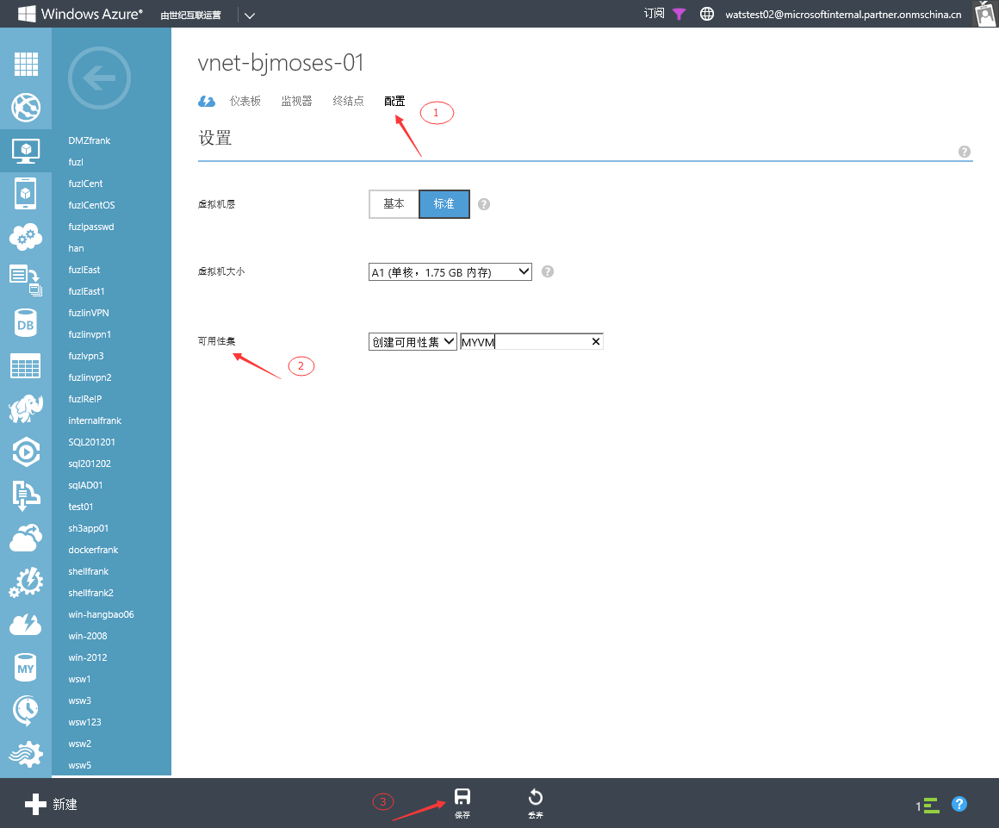 Windows Azure® 由世纪互联运营 订阅 watstest02@microsoftinternal.partner.onmschina.cn
vnet-bjmoses-01
仪表板 监视器 终结点 配置 1
设置
?
虚拟机层 基本 标准 ?
虚拟机大小 A1 (单核，1.75 GB 内存) ?
可用性集 创建可用性集 MYVM
2
DMZfrank
fuzl
fuzlCent
fuzlCentOS
fuzlpasswd
han
fuzlEast
fuzlEast1
fuzlinVPN
fuzlinvpn1
fuzlvpn3
fuzlinvpn2
fuzlReIP
internalfrank
SQL201201
sql201202
sqlAD01
test01
sh3app01
dockerfrank
shellfrank
shellfrank2
win-hangbao06
win-2008
win-2012
wsw1
wsw3
wsw123
wsw2
wsw5
DB
MY
新建 3 保存 丢弃 1 ?